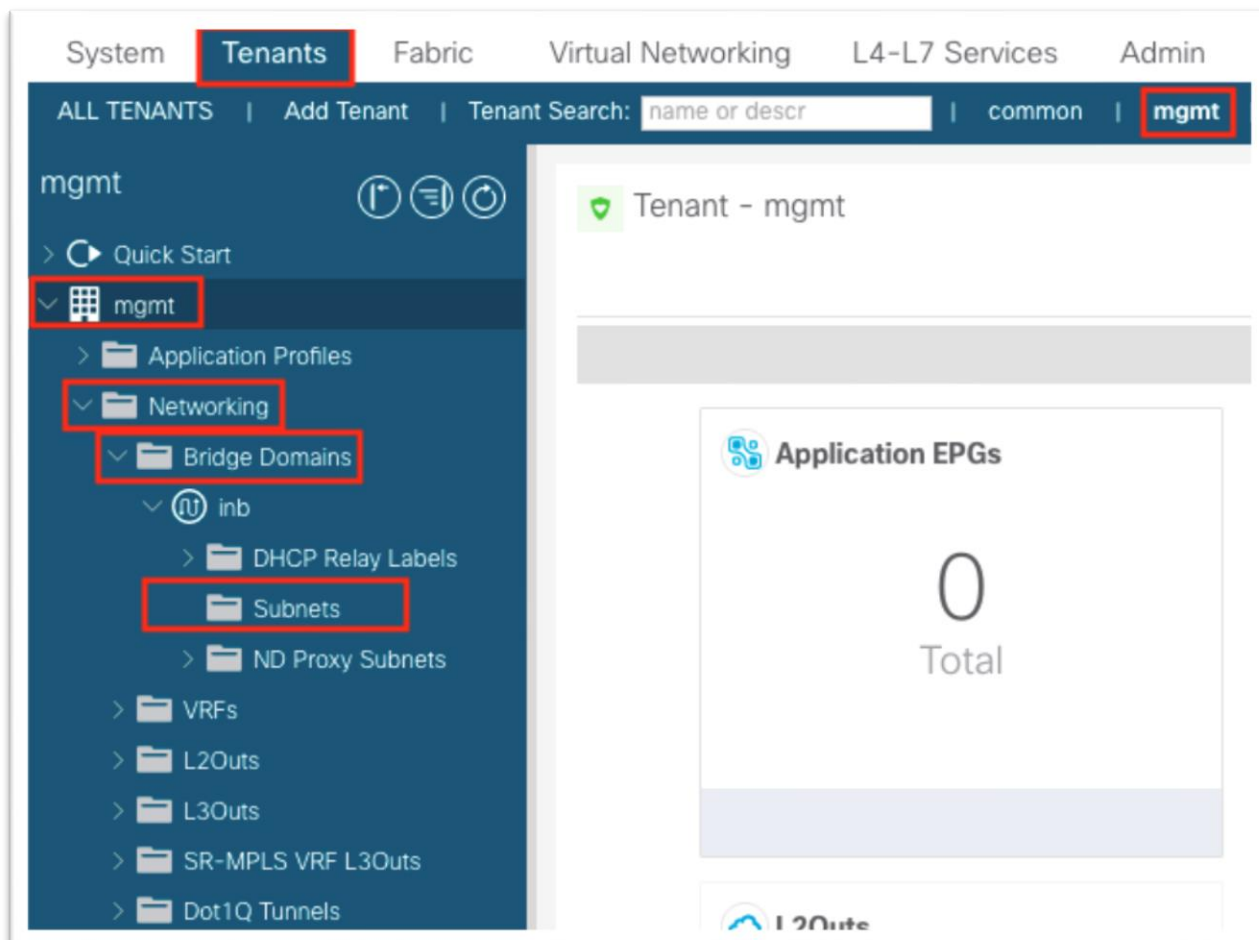 System Tenants Fabric Virtual Networking L4-L7 Services Admin
ALL TENANTS | Add Tenant | Tenant Search: name or descr | common | mgmt
mgmt
Tenant - mgmt
Quick Start
mgmt
Application Profiles
Networking
Bridge Domains
inb
DHCP Relay Labels
Subnets
ND Proxy Subnets
VRFs
L2Outs
L3Outs
SR-MPLS VRF L3Outs
Dot1Q Tunnels
Application EPGs
0
Total
L2Outs